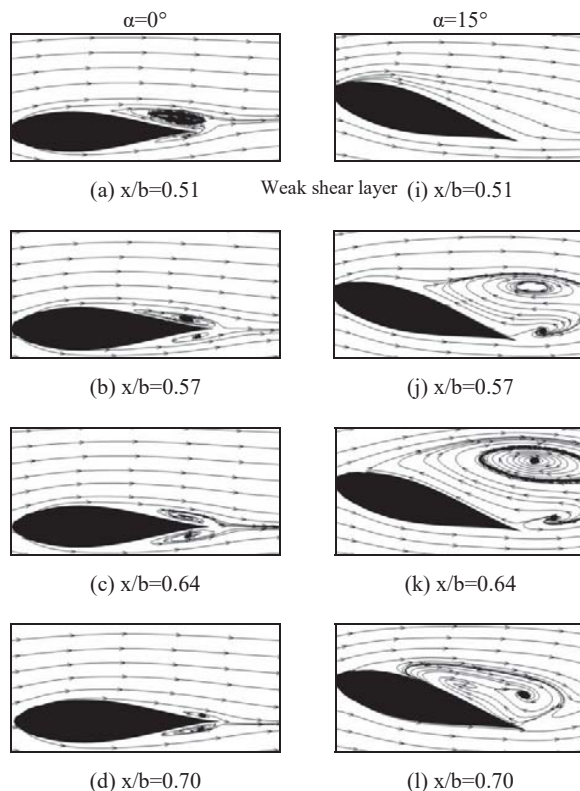 α=0° α=15°
(a) x/b=0.51 Weak shear layer (i) x/b=0.51
(b) x/b=0.57 (j) x/b=0.57
(c) x/b=0.64 (k) x/b=0.64
(d) x/b=0.70 (l) x/b=0.70